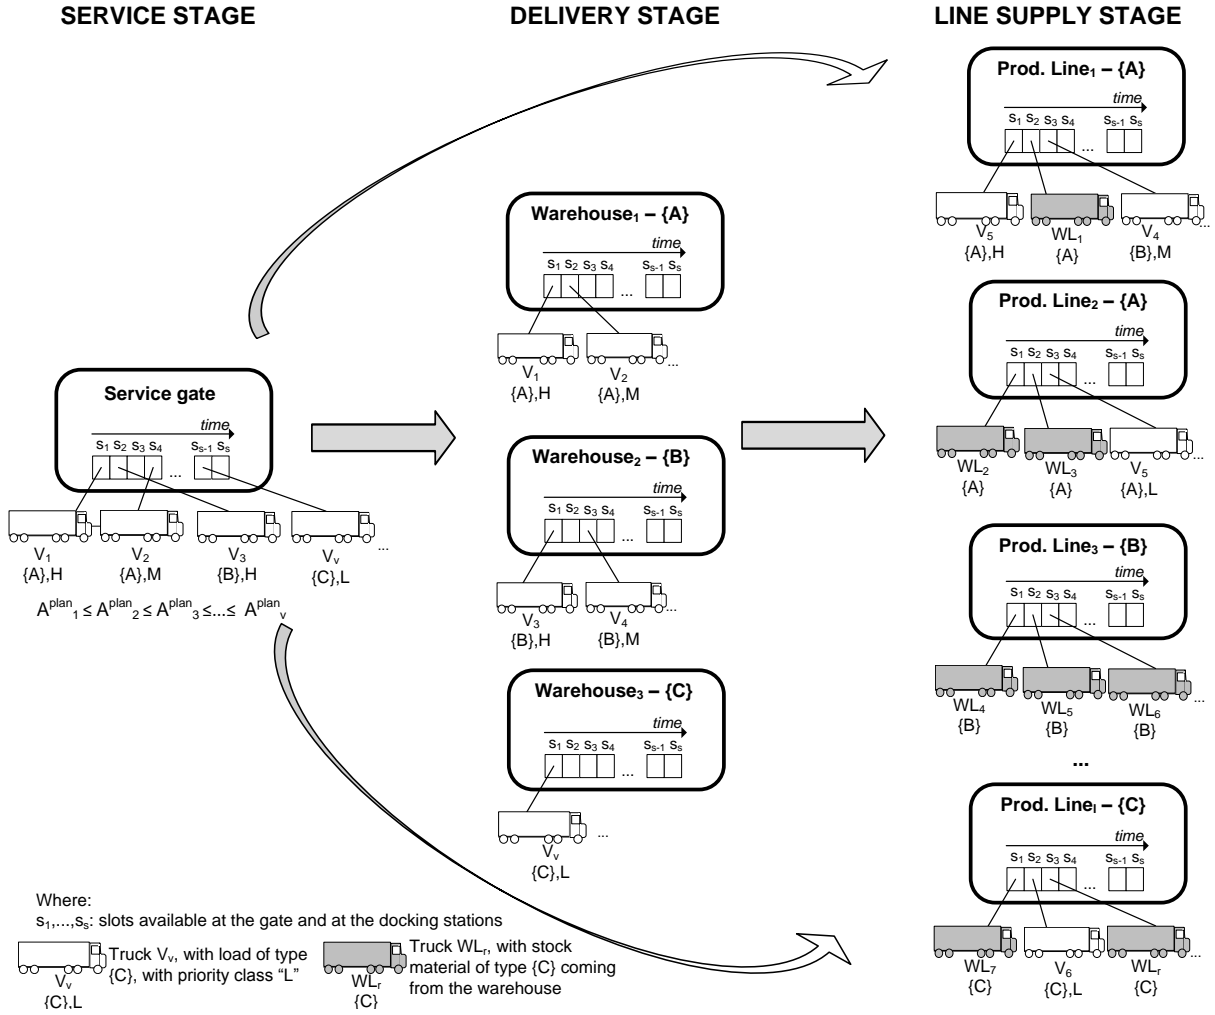 SERVICE STAGE
DELIVERY STAGE
LINE SUPPLY STAGE
Service gate
time
s1 s2 s3 s4 ss-1 ss
...
V1
{A},H
V2
{A},M
V3
{B},H
Vv
{C},L
...
Aplan1 ≤ Aplan2 ≤ Aplan3 ≤...≤ Aplanv
Warehouse1 – {A}
time
s1 s2 s3 s4 ss-1 ss
...
V1
{A},H
V2
{A},M
...
Warehouse2 – {B}
time
s1 s2 s3 s4 ss-1 ss
...
V3
{B},H
V4
{B},M
...
Warehouse3 – {C}
time
s1 s2 s3 s4 ss-1 ss
...
Vv
{C},L
...
Prod. Line1 – {A}
time
s1 s2 s3 s4 ss-1 ss
...
V5
{A},H
WL1
{A}
V4
{B},M
...
Prod. Line2 – {A}
time
s1 s2 s3 s4 ss-1 ss
...
WL2
{A}
WL3
{A}
V5
{A},L
...
Prod. Line3 – {B}
time
s1 s2 s3 s4 ss-1 ss
...
WL4
{B}
WL5
{B}
WL6
{B}
...
...
Prod. Linel – {C}
time
s1 s2 s3 s4 ss-1 ss
...
WL7
{C}
V6
{C},L
WLr
{C}
...
Where:
s1,...,ss: slots available at the gate and at the docking stations
Vv
{C},L
Truck Vv, with load of type
{C}, with priority class “L”
WLr
{C}
Truck WLr, with stock
material of type {C} coming
from the warehouse